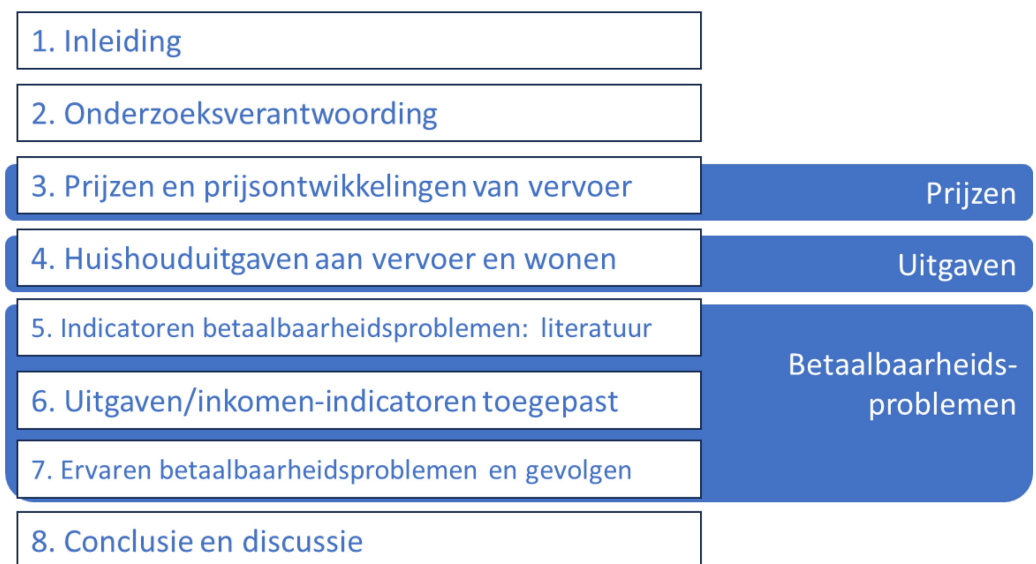 1. Inleiding
2. Onderzoeksverantwoording
3. Prijzen en prijsontwikkelingen van vervoer
Prijzen
4. Huishouduitgaven aan vervoer en wonen
Uitgaven
5. Indicatoren betaalbaarheidsproblemen: literatuur
6. Uitgaven/inkomen-indicatoren toegepast
7. Ervaren betaalbaarheidsproblemen en gevolgen
Betaalbaarheids-
problemen
8. Conclusie en discussie